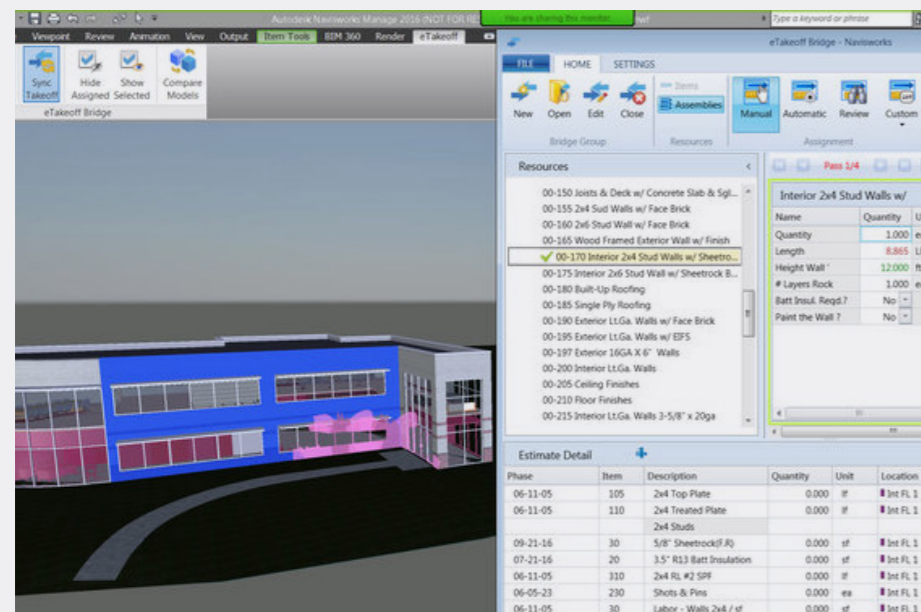 Autodesk Navisworks Manage 2016 (NOT FOR RE
You are sharing this monitor.
Type a keyword or phrase
Viewpoint Review Animation View Output Item Tools BIM 360 Render eTakeoff
Sync Takeoff
Hide Assigned
Show Selected
Compare Models
eTakeoff Bridge
eTakeoff Bridge - Navisworks
FILE HOME SETTINGS
New Open Edit Close
Items
Assemblies
Manual Automatic Review Custom
Bridge Group Resources Assignment
Resources
00-150 Joists & Deck w/ Concrete Slab & Sgl...
00-155 2x4 Sud Walls w/ Face Brick
00-160 2x6 Stud Wall w/ Face Brick
00-165 Wood Framed Exterior Wall w/ Finish
00-170 Interior 2x4 Stud Walls w/ Sheetro...
00-175 Interior 2x6 Stud Wall w/ Sheetrock B...
00-180 Built-Up Roofing
00-185 Single Ply Roofing
00-190 Exterior Lt.Ga. Walls w/ Face Brick
00-195 Exterior Lt.Ga. Walls w/ EIFS
00-197 Exterior 16GA X 6" Walls
00-200 Interior Lt.Ga. Walls
00-205 Ceiling Finishes
00-210 Floor Finishes
00-215 Interior Lt.Ga. Walls 3-5/8" x 20ga
Pass 1/4
Interior 2x4 Stud Walls w/
Name Quantity U
Quantity 1.000 e
Length 8.865 L
Height Wall ' 12.000 f
# Layers Rock 1.000 e
Batt Insul. Reqd.? No
Paint the Wall ? No
Estimate Detail
Phase Item Description Quantity Unit Location
06-11-05 105 2x4 Top Plate 0.000 lf Int FL 1
06-11-05 110 2x4 Treated Plate 0.000 lf Int FL 1
2x4 Studs
09-21-16 30 5/8" Sheetrock(F.R) 0.000 sf Int FL 1
07-21-16 20 3.5" R13 Batt Insulation 0.000 sf Int FL 1
06-11-05 310 2x4 RL #2 SPF 0.000 lf Int FL 1
06-05-23 230 Shots & Pins 0.000 ea Int FL 1
06-11-05 30 Labor - Walls 2x4 / sf 0.000 sf Int FL 1